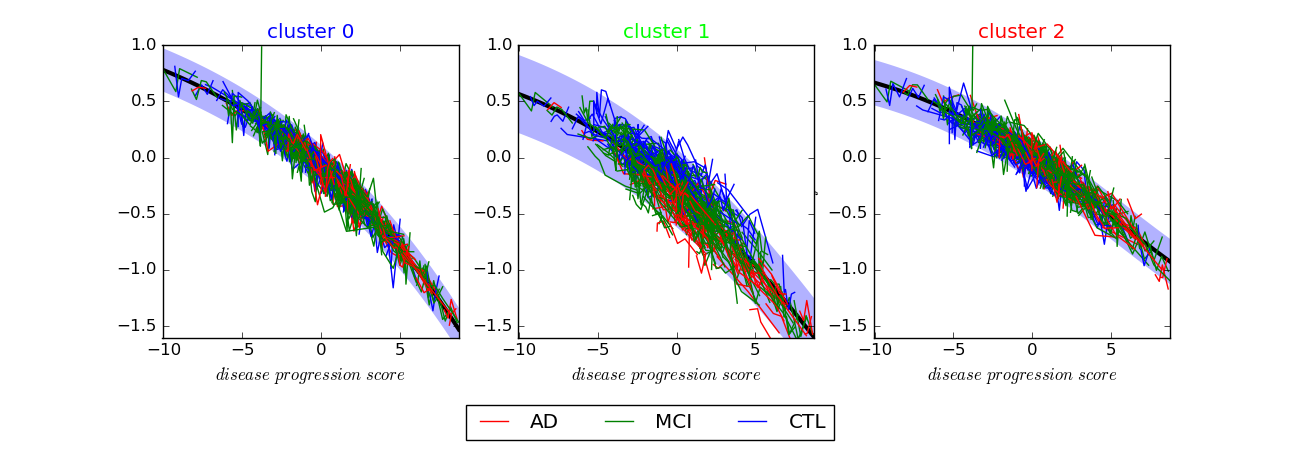 cluster 0 cluster 1 cluster 2
1.0 1.0 1.0
0.5 0.5 0.5
0.0 0.0 0.0
−0.5 −0.5 −0.5
−1.0 −1.0 −1.0
−1.5 −1.5 −1.5
−10 −5 0 5 −10 −5 0 5 −10 −5 0 5
disease progression score disease progression score disease progression score
AD MCI CTL